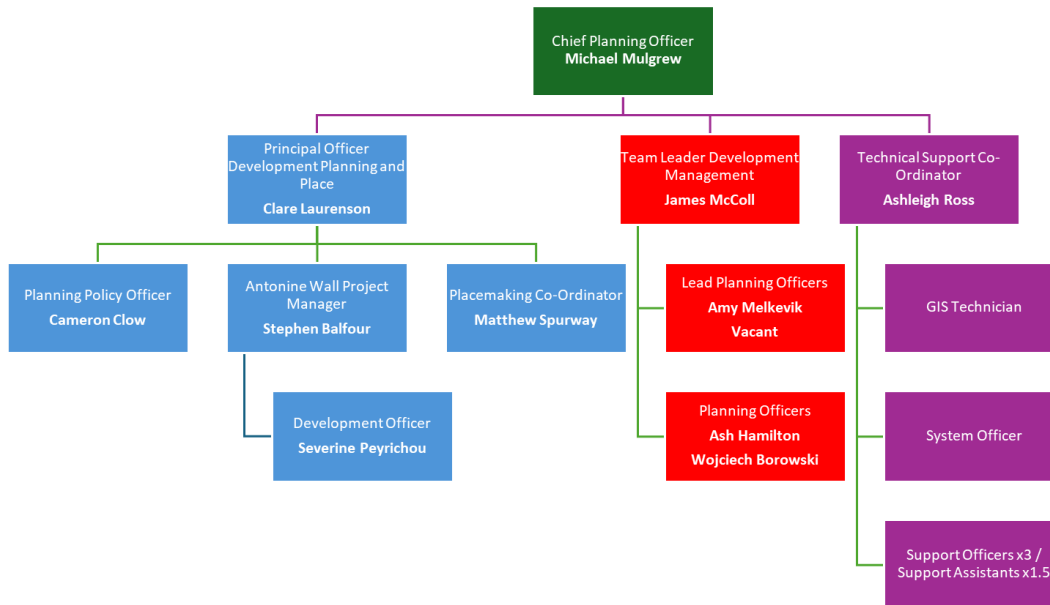 Chief Planning Officer
Michael Mulgrew
Principal Officer
Development Planning and
Place
Clare Laurenson
Team Leader Development
Management
James McColl
Technical Support Co-
Ordinator
Ashleigh Ross
Planning Policy Officer
Cameron Clow
Antonine Wall Project
Manager
Stephen Balfour
Placemaking Co-Ordinator
Matthew Spurway
Lead Planning Officers
Amy Melkevik
Vacant
GIS Technician
Development Officer
Severine Peyrichou
Planning Officers
Ash Hamilton
Wojciech Borowski
System Officer
Support Officers x3 /
Support Assistants x1.5